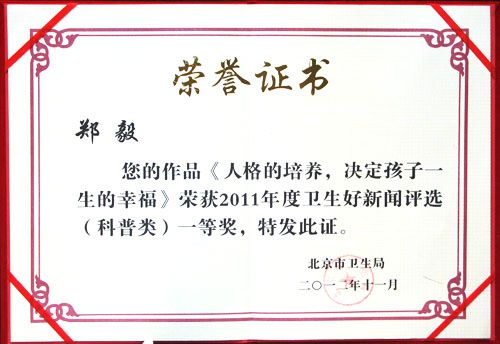 荣誉证书
郑 毅
您的作品《人格的培养，决定孩子一
生的幸福》荣获2011年度卫生好新闻评选
（科普类）一等奖，特发此证。
北京市卫生局
二〇一二年十一月